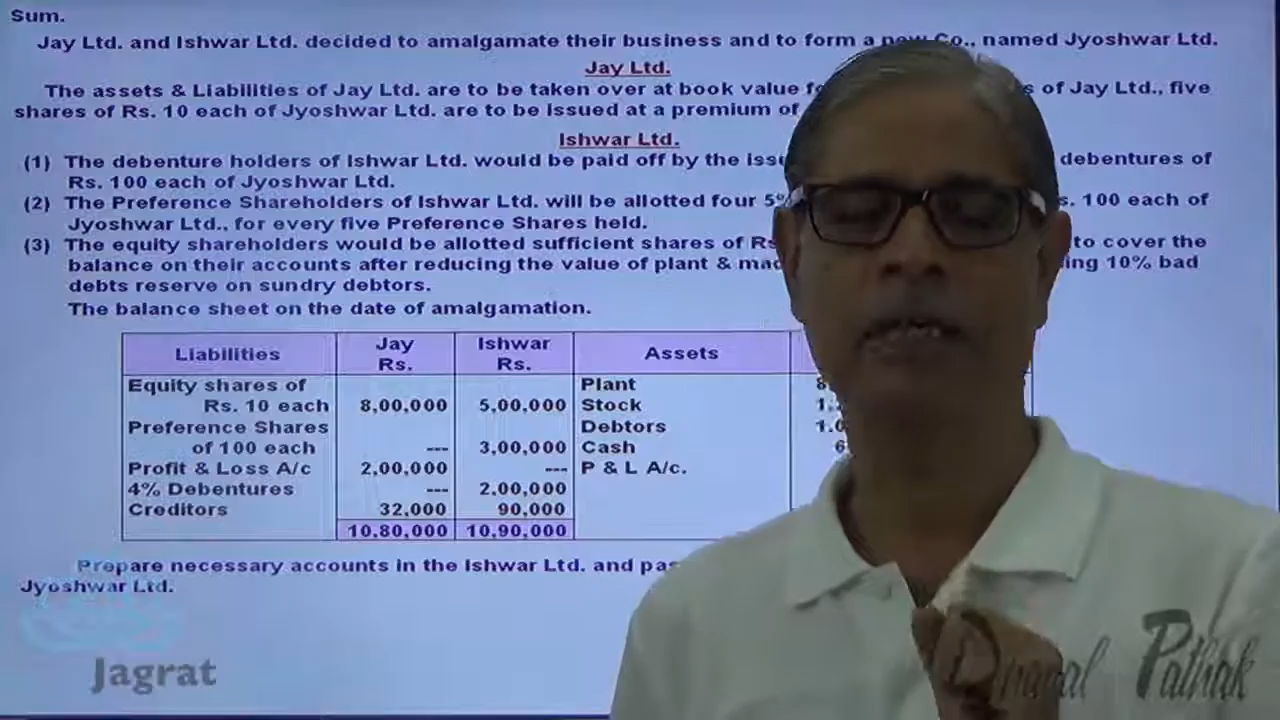 Sum.
Jay Ltd. and Ishwar Ltd. decided to amalgamate their business and to form a new Co., named Jyoshwar Ltd.
Jay Ltd.
The assets & Liabilities of Jay Ltd. are to be taken over at book value of Jay Ltd., five
shares of Rs. 10 each of Jyoshwar Ltd. are to be Issued at a premium of
Ishwar Ltd.
(1) The debenture holders of Ishwar Ltd. would be paid off by the debentures of
Rs. 100 each of Jyoshwar Ltd.
(2) The Preference Shareholders of Ishwar Ltd. will be allotted four 100 each of
Jyoshwar Ltd., for every five Preference Shares held.
(3) The equity shareholders would be allotted sufficient shares of to cover the
balance on their accounts after reducing the value of plant & 10% bad
debts reserve on sundry debtors.
The balance sheet on the date of amalgamation.
Liabilities Jay Rs. Ishwar Rs. Assets
Equity shares of Plant
Rs. 10 each 8,00,000 5,00,000 Stock
Preference Shares Debtors
of 100 each --- 3,00,000 Cash
Profit & Loss A/c 2,00,000 --- P & L A/c.
4% Debentures --- 2,00,000
Creditors 32,000 90,000
10,80,000 10,90,000
Prepare necessary accounts in the Ishwar Ltd. and
Jyoshwar Ltd.
Jagrat
Pathak